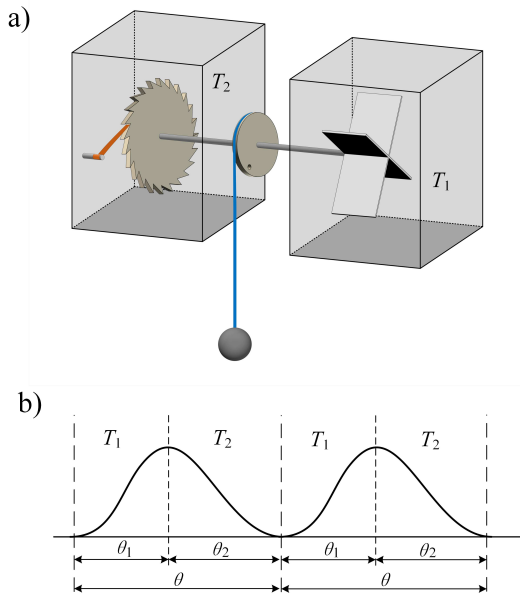 a)
T₂
T₁
b)
T₁ T₂ T₁ T₂
θ₁ θ₂ θ₁ θ₂
θ θ